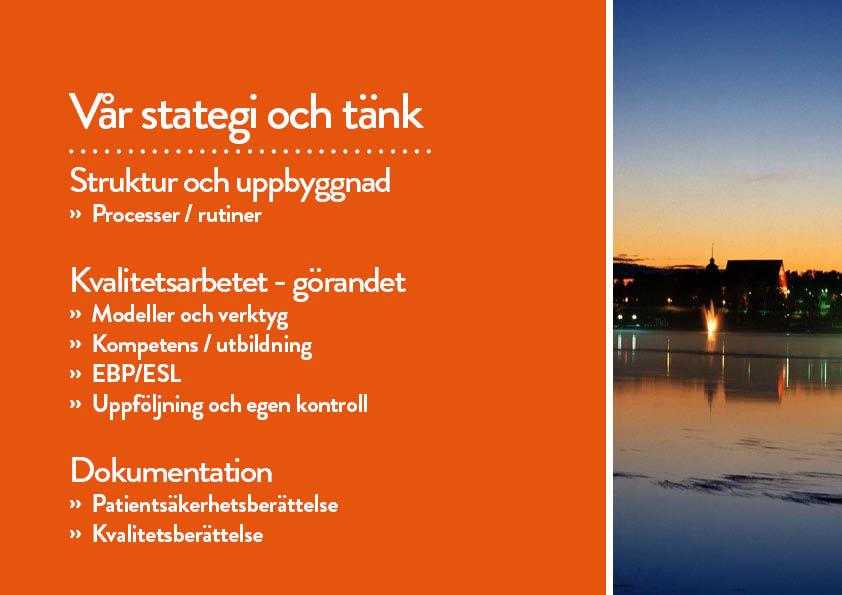 Vår stategi och tänk
Struktur och uppbyggnad
›› Processer / rutiner
Kvalitetsarbetet - görandet
›› Modeller och verktyg
›› Kompetens / utbildning
›› EBP/ESL
›› Uppföljning och egen kontroll
Dokumentation
›› Patientsäkerhetsberättelse
›› Kvalitetsberättelse